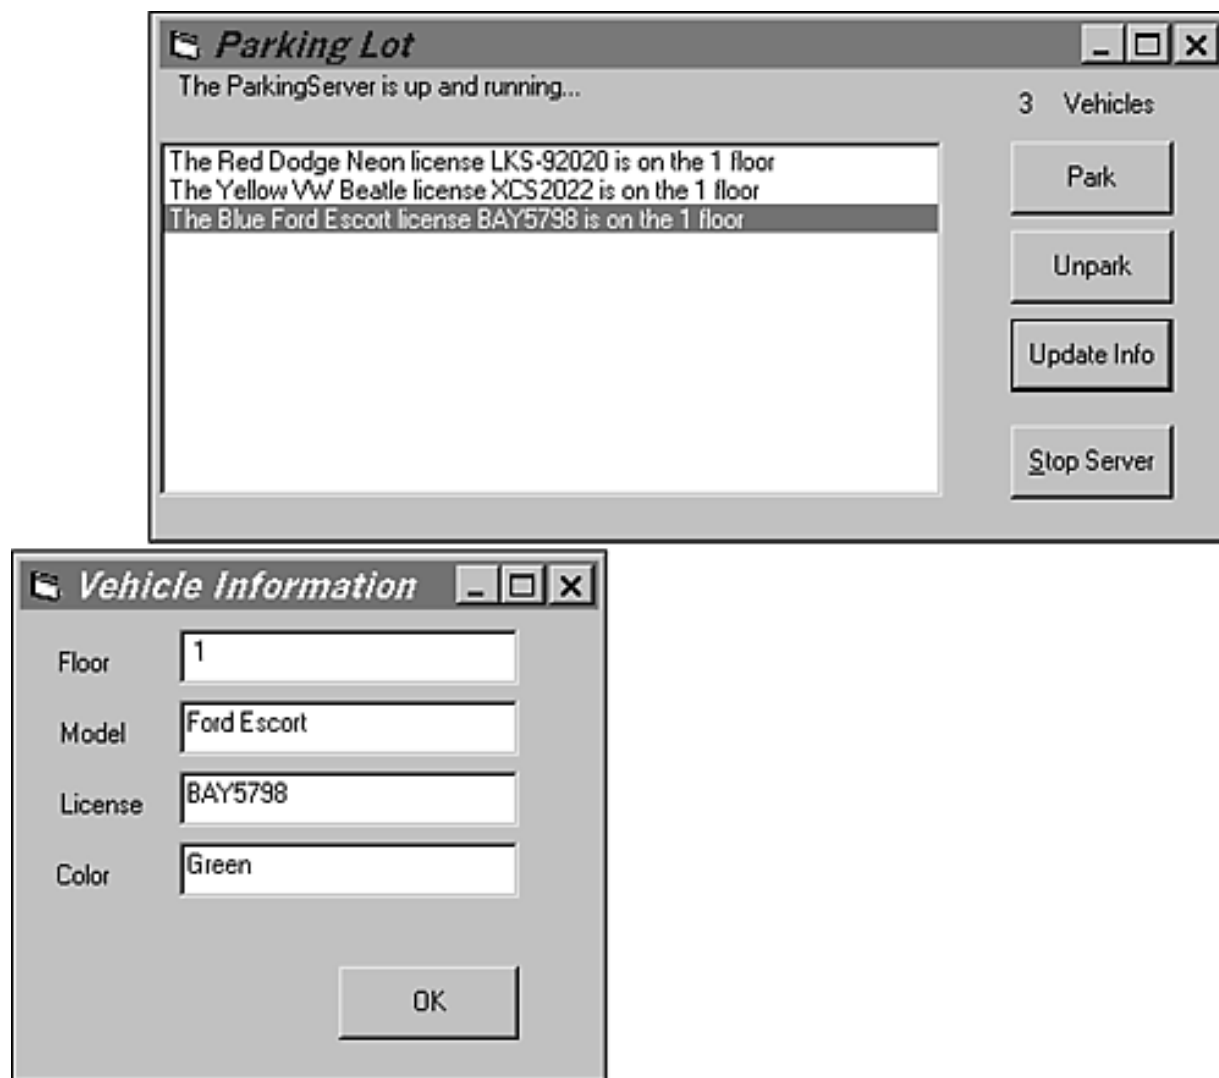 Parking Lot
The ParkingServer is up and running...
3 Vehicles
The Red Dodge Neon license LKS-92020 is on the 1 floor
The Yellow VW Beatle license XCS2022 is on the 1 floor
The Blue Ford Escort license BAY5798 is on the 1 floor
Park
Unpark
Update Info
Stop Server
Vehicle Information
Floor 1
Model Ford Escort
License BAY5798
Color Green
OK